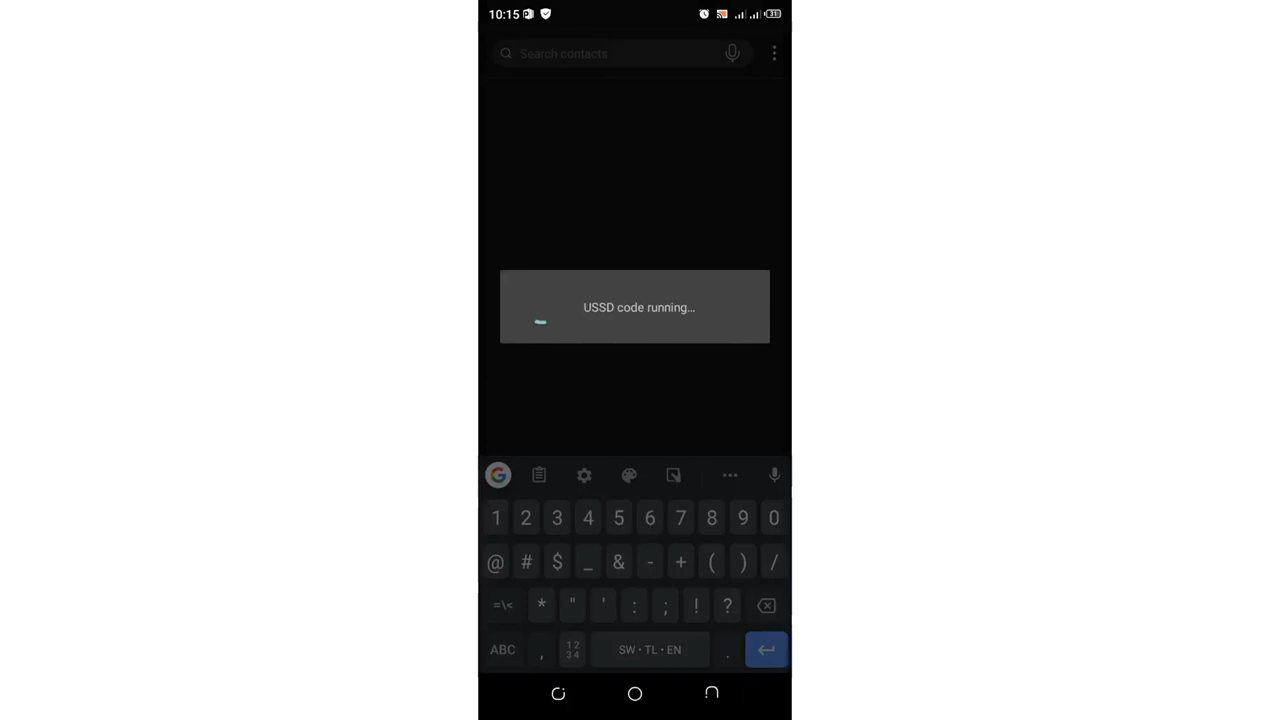 10:15
31
Search contacts
USSD code running...
1 2 3 4 5 6 7 8 9 0
@ # $ _ & - + ( ) /
=\< * " ' : ; ! ?
ABC , 12 34 SW • TL • EN .